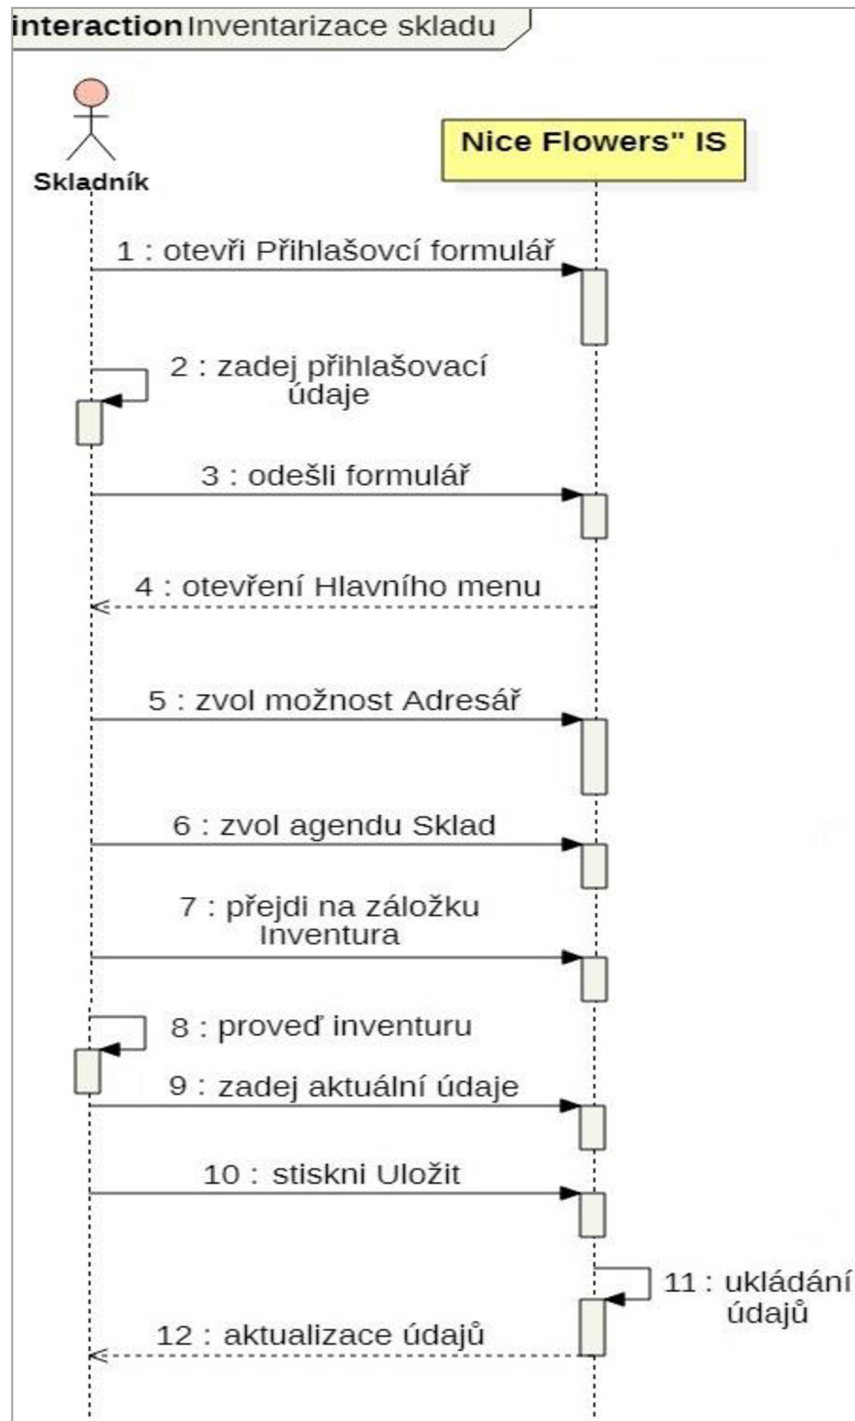 interaction Inventarizace skladu
Nice Flowers" IS
Skladník
1 : otevři Přihlašovcí formulář
2 : zadej přihlašovací
údaje
3 : odešli formulář
4 : otevření Hlavního menu
5 : zvol možnost Adresář
6 : zvol agendu Sklad
7 : přejdi na záložku
Inventura
8 : proveď inventuru
9 : zadej aktuální údaje
10 : stiskni Uložit
11 : ukládání
údajů
12 : aktualizace údajů